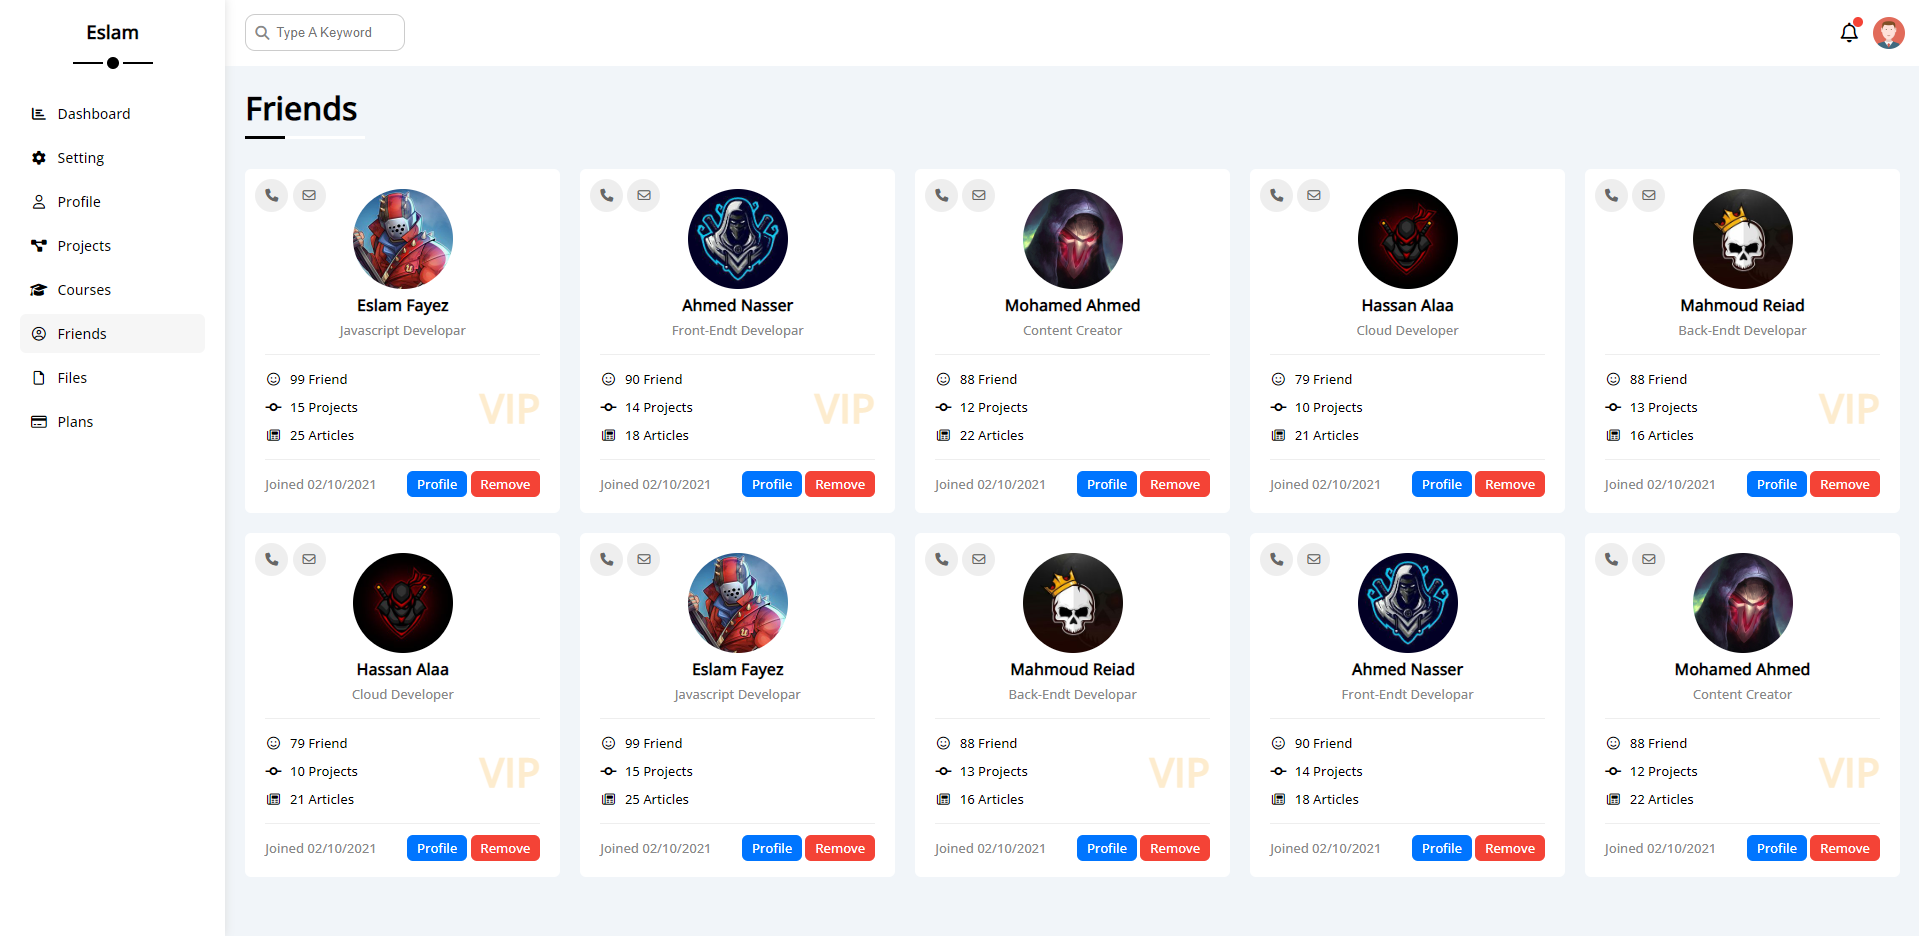 Eslam
Type A Keyword
Dashboard
Setting
Profile
Projects
Courses
Friends
Files
Plans
Friends
Eslam Fayez
Javascript Developar
99 Friend
15 Projects
25 Articles
VIP
Joined 02/10/2021 Profile Remove
Ahmed Nasser
Front-Endt Developar
90 Friend
14 Projects
18 Articles
VIP
Joined 02/10/2021 Profile Remove
Mohamed Ahmed
Content Creator
88 Friend
12 Projects
22 Articles
Joined 02/10/2021 Profile Remove
Hassan Alaa
Cloud Developer
79 Friend
10 Projects
21 Articles
Joined 02/10/2021 Profile Remove
Mahmoud Reiad
Back-Endt Developar
88 Friend
13 Projects
16 Articles
VIP
Joined 02/10/2021 Profile Remove
Hassan Alaa
Cloud Developer
79 Friend
10 Projects
21 Articles
VIP
Joined 02/10/2021 Profile Remove
Eslam Fayez
Javascript Developar
99 Friend
15 Projects
25 Articles
Joined 02/10/2021 Profile Remove
Mahmoud Reiad
Back-Endt Developar
88 Friend
13 Projects
16 Articles
VIP
Joined 02/10/2021 Profile Remove
Ahmed Nasser
Front-Endt Developar
90 Friend
14 Projects
18 Articles
Joined 02/10/2021 Profile Remove
Mohamed Ahmed
Content Creator
88 Friend
12 Projects
22 Articles
VIP
Joined 02/10/2021 Profile Remove